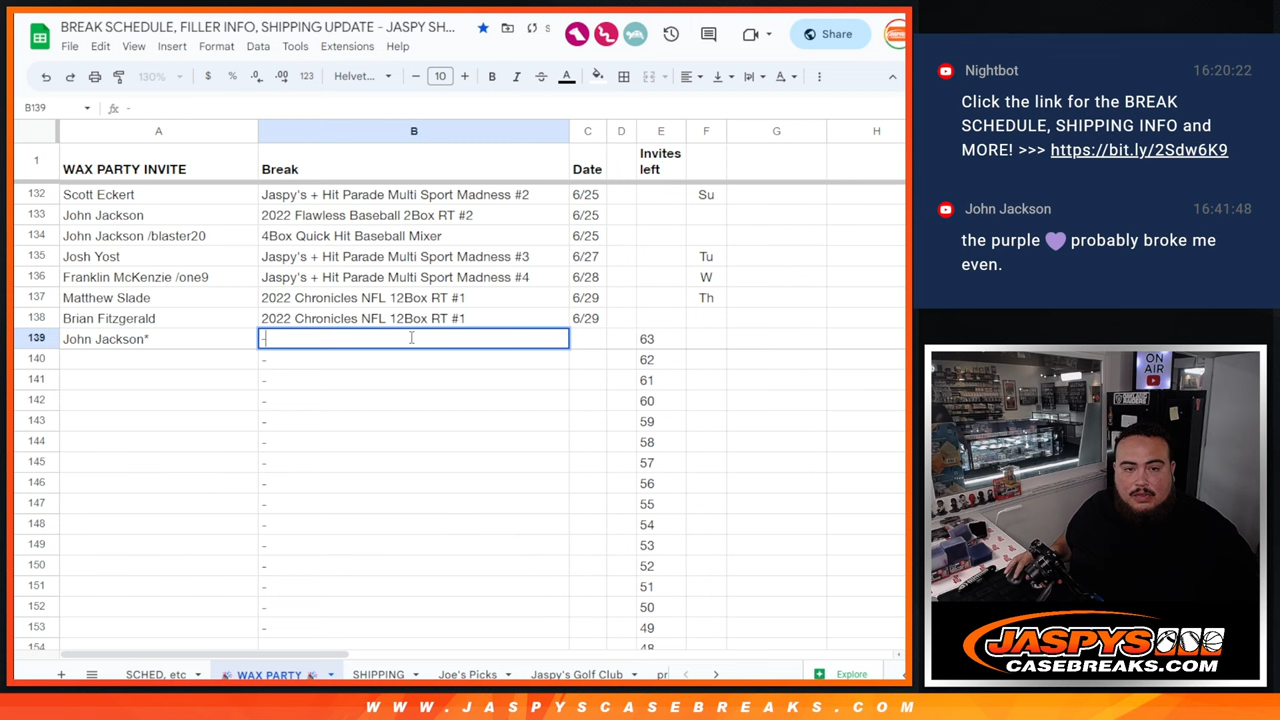 BREAK SCHEDULE, FILLER INFO, SHIPPING UPDATE - JASPY SH...
File Edit View Insert Format Data Tools Extensions Help
Share
130% $ % .0 .00 123 Helvet... − 10 + B I A
B139 fx -
A B C D E F G H
1 WAX PARTY INVITE Break Date Invites left
132 Scott Eckert Jaspy's + Hit Parade Multi Sport Madness #2 6/25 Su
133 John Jackson 2022 Flawless Baseball 2Box RT #2 6/25
134 John Jackson /blaster20 4Box Quick Hit Baseball Mixer 6/25
135 Josh Yost Jaspy's + Hit Parade Multi Sport Madness #3 6/27 Tu
136 Franklin McKenzie /one9 Jaspy's + Hit Parade Multi Sport Madness #4 6/28 W
137 Matthew Slade 2022 Chronicles NFL 12Box RT #1 6/29 Th
138 Brian Fitzgerald 2022 Chronicles NFL 12Box RT #1 6/29
139 John Jackson* - 63
140 - 62
141 - 61
142 - 60
143 - 59
144 - 58
145 - 57
146 - 56
147 - 55
148 - 54
149 - 53
150 - 52
151 - 51
152 - 50
153 - 49
154 48
+ SCHED, etc WAX PARTY SHIPPING Joe's Picks Jaspy's Golf Club pr Explore
Nightbot 16:20:22
Click the link for the BREAK
SCHEDULE, SHIPPING INFO and
MORE! >>> https://bit.ly/2Sdw6K9
John Jackson 16:41:48
the purple 💜 probably broke me
even.
ON
AIR
JASPYS
CASEBREAKS.COM
WWW.JASPYSCASEBREAKS.COM